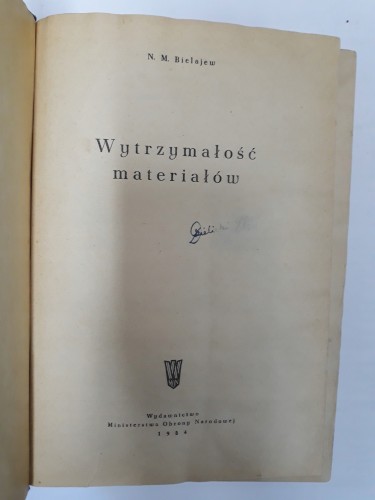 N. M. Bielajew
Wytrzymałość
materiałów
Wydawnictwo
Ministerstwa Obrony Narodowej
1954